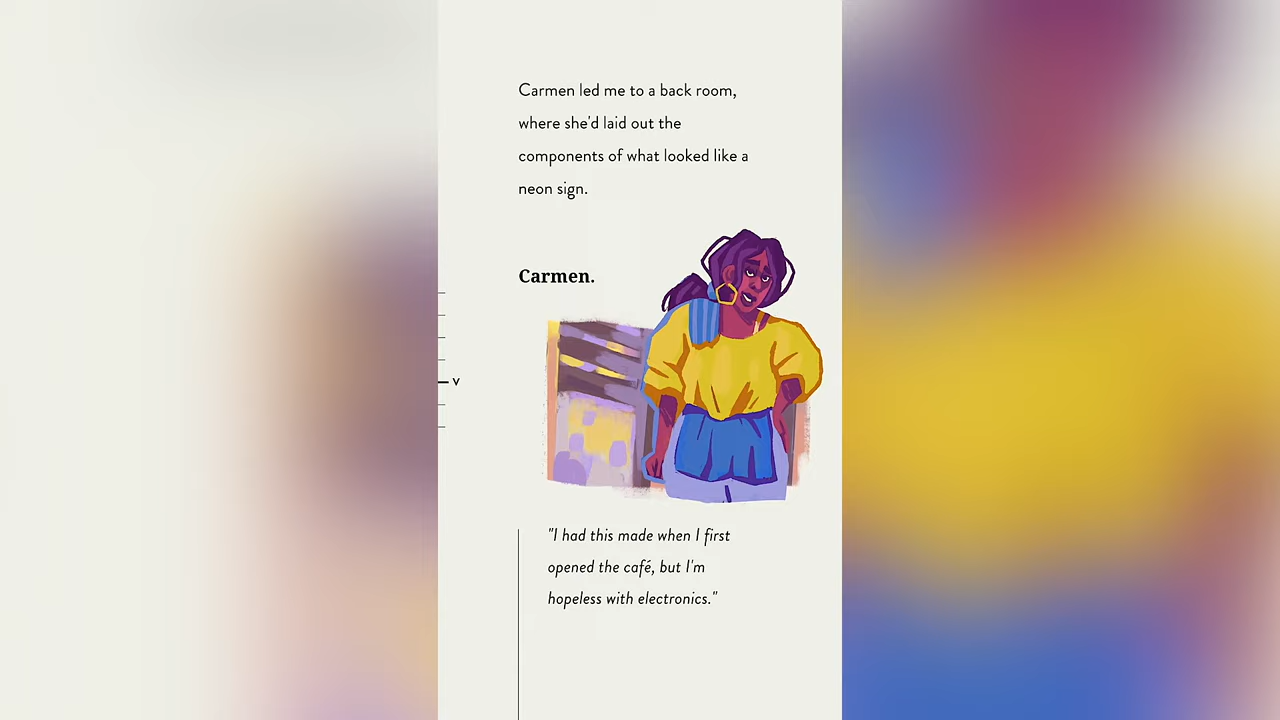 Carmen led me to a back room,
where she'd laid out the
components of what looked like a
neon sign.
Carmen.
V
"I had this made when I first
opened the café, but I'm
hopeless with electronics."